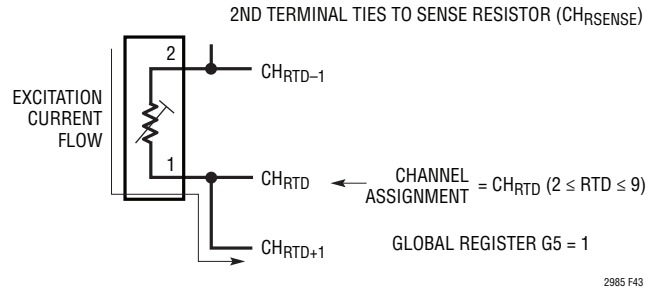 2ND TERMINAL TIES TO SENSE RESISTOR (CHRSENSE)
2
CHRTD–1
EXCITATION
CURRENT
FLOW
1
CHRTD
CHANNEL
ASSIGNMENT
= CHRTD (2 ≤ RTD ≤ 9)
CHRTD+1
GLOBAL REGISTER G5 = 1
2985 F43